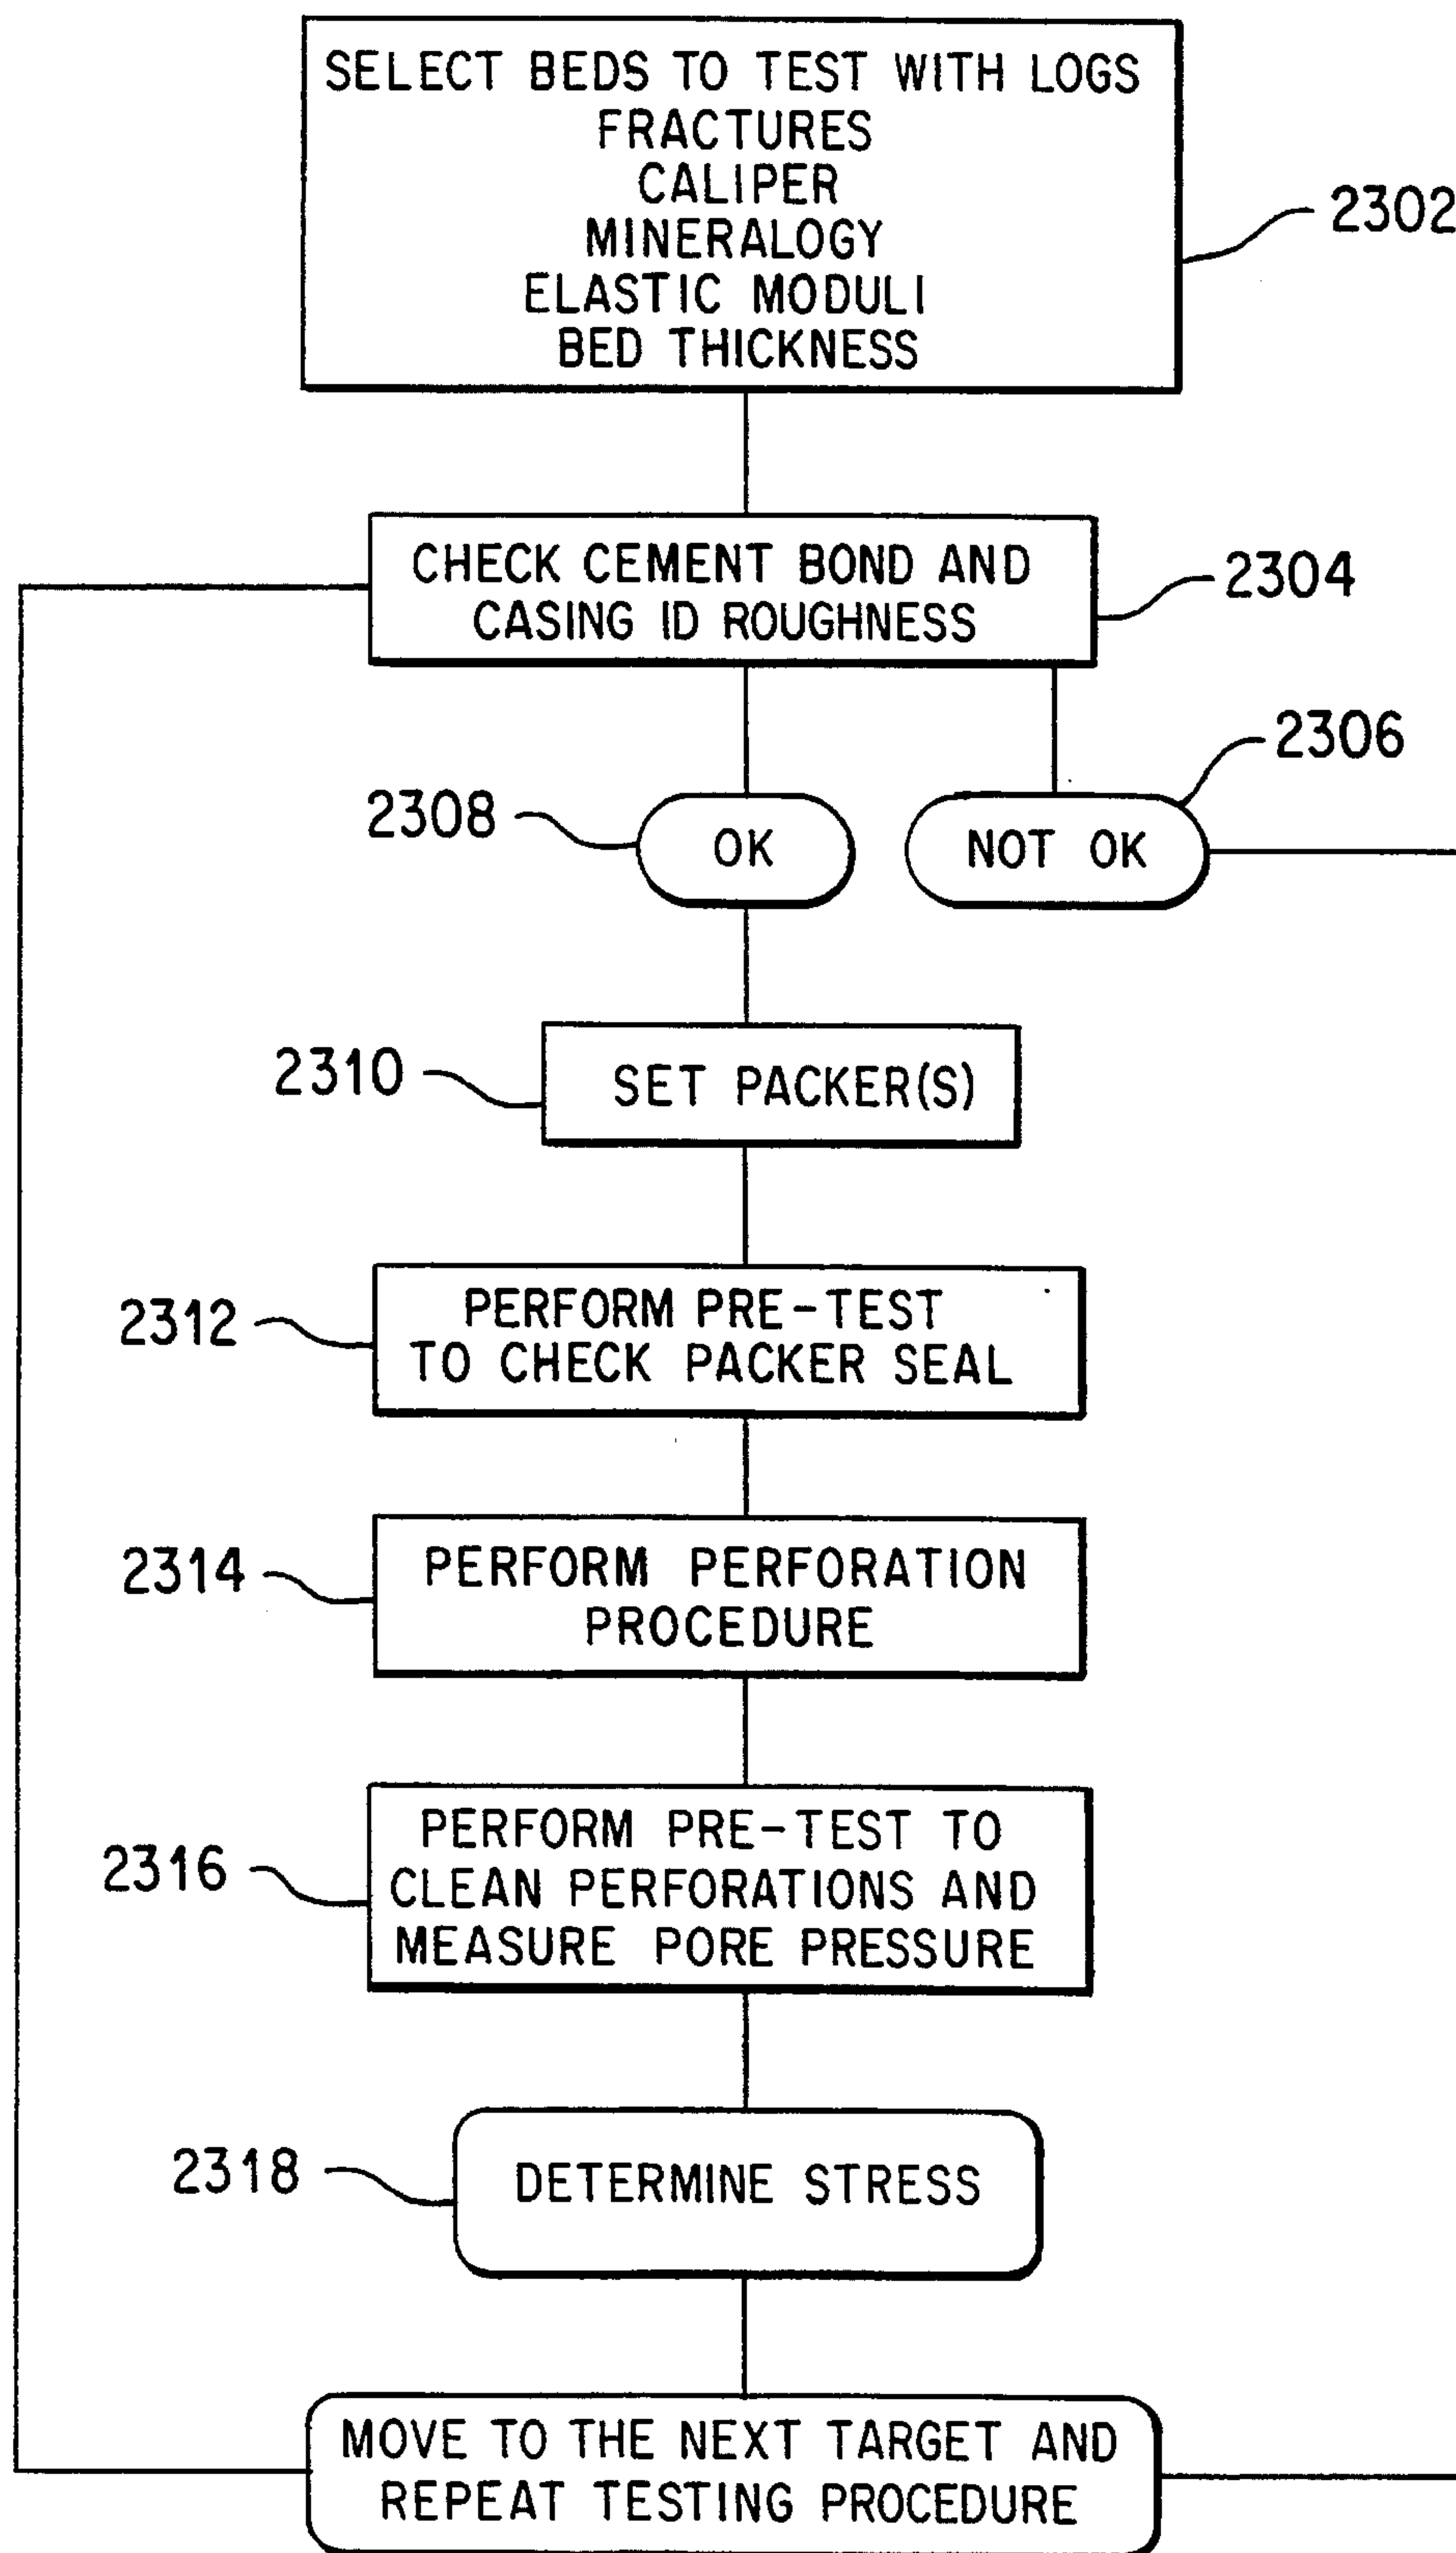 SELECT BEDS TO TEST WITH LOGS
FRACTURES
CALIPER
MINERALOGY
ELASTIC MODULI
BED THICKNESS
2302
CHECK CEMENT BOND AND
CASING ID ROUGHNESS
2304
2306
2308
OK
NOT OK
2310
SET PACKER(S)
2312
PERFORM PRE-TEST
TO CHECK PACKER SEAL
2314
PERFORM PERFORATION
PROCEDURE
2316
PERFORM PRE-TEST TO
CLEAN PERFORATIONS AND
MEASURE PORE PRESSURE
2318
DETERMINE STRESS
MOVE TO THE NEXT TARGET AND
REPEAT TESTING PROCEDURE